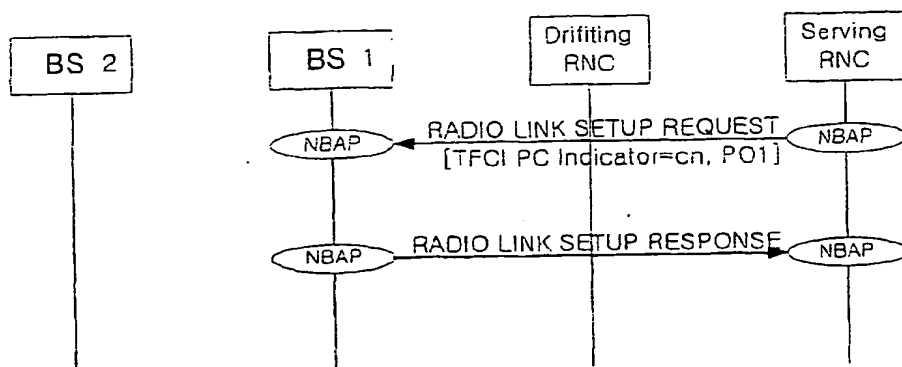 BS 2
BS 1
Drifiting
RNC
Serving
RNC
NBAP
RADIO LINK SETUP REQUEST
NBAP
[TFCI PC Indicator=cn, PO1]
NBAP
RADIO LINK SETUP RESPONSE
NBAP